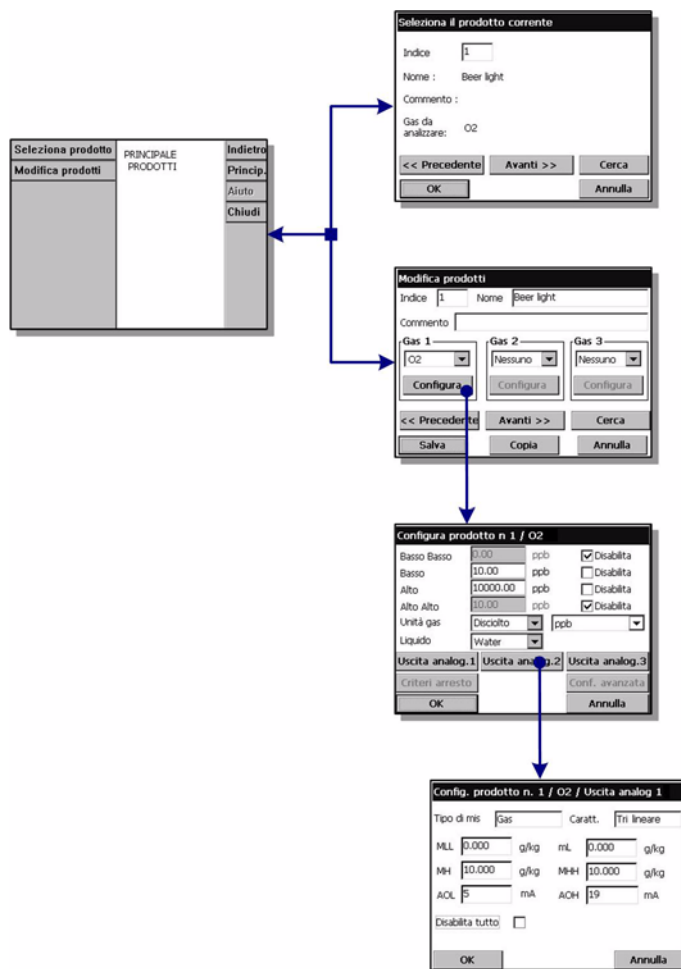 Seleziona il prodotto corrente
Indice 1
Nome : Beer light
Commento :
Gas da
analizzare: O2
<< Precedente Avanti >> Cerca
OK Annulla
Seleziona prodotto PRINCIPALE Indietro
Modifica prodotti PRODOTTI Princip.
Aiuto
Chiudi
Modifica prodotti
Indice 1 Nome Beer light
Commento
Gas 1 Gas 2 Gas 3
O2 Nessuno Nessuno
Configura Configura Configura
<< Precedente Avanti >> Cerca
Salva Copia Annulla
Configura prodotto n 1 / O2
Basso Basso 0.00 ppb Disabilita
Basso 10.00 ppb Disabilita
Alto 10000.00 ppb Disabilita
Alto Alto 10.00 ppb Disabilita
Unità gas Disciolto ppb
Liquido Water
Uscita analog.1 Uscita analog.2 Uscita analog.3
Criteri arresto Conf. avanzata
OK Annulla
Config. prodotto n. 1 / O2 / Uscita analog 1
Tipo di mis Gas Caratt. Tri lineare
MLL 0.000 g/kg mL 0.000 g/kg
MH 10.000 g/kg MHH 10.000 g/kg
AOL 5 mA AOH 19 mA
Disabilita tutto
OK Annulla